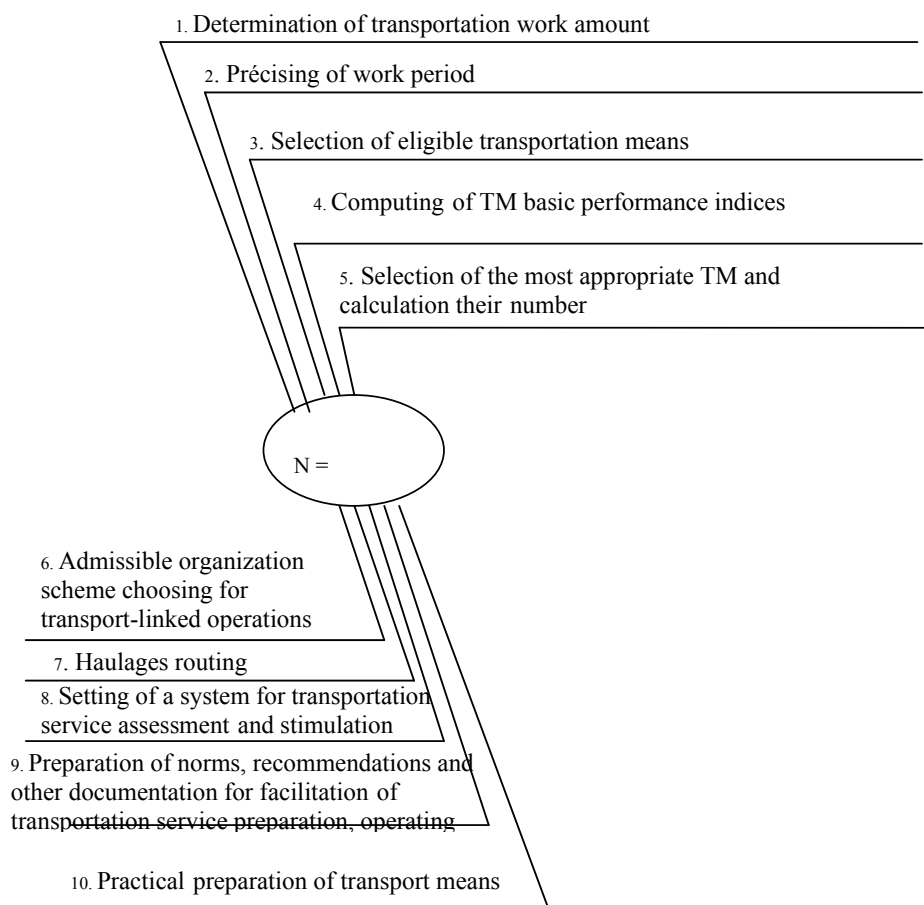 1. Determination of transportation work amount
2. Précising of work period
3. Selection of eligible transportation means
4. Computing of TM basic performance indices
5. Selection of the most appropriate TM and
calculation their number
N =
6. Admissible organization
scheme choosing for
transport-linked operations
7. Haulages routing
8. Setting of a system for transportation
service assessment and stimulation
9. Preparation of norms, recommendations and
other documentation for facilitation of
transportation service preparation, operating
10. Practical preparation of transport means